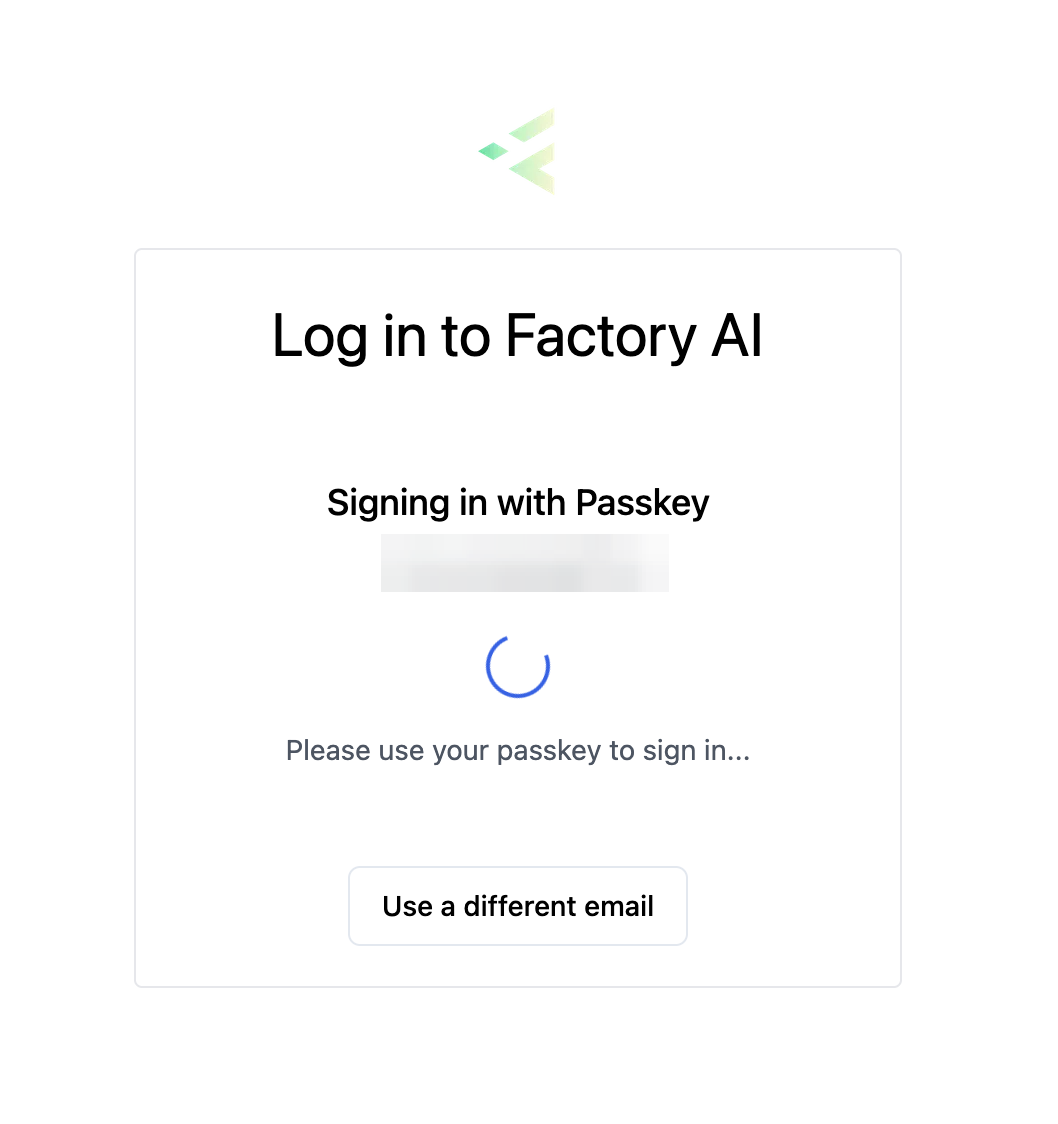 Log in to Factory AI
Signing in with Passkey
Please use your passkey to sign in...
Use a different email